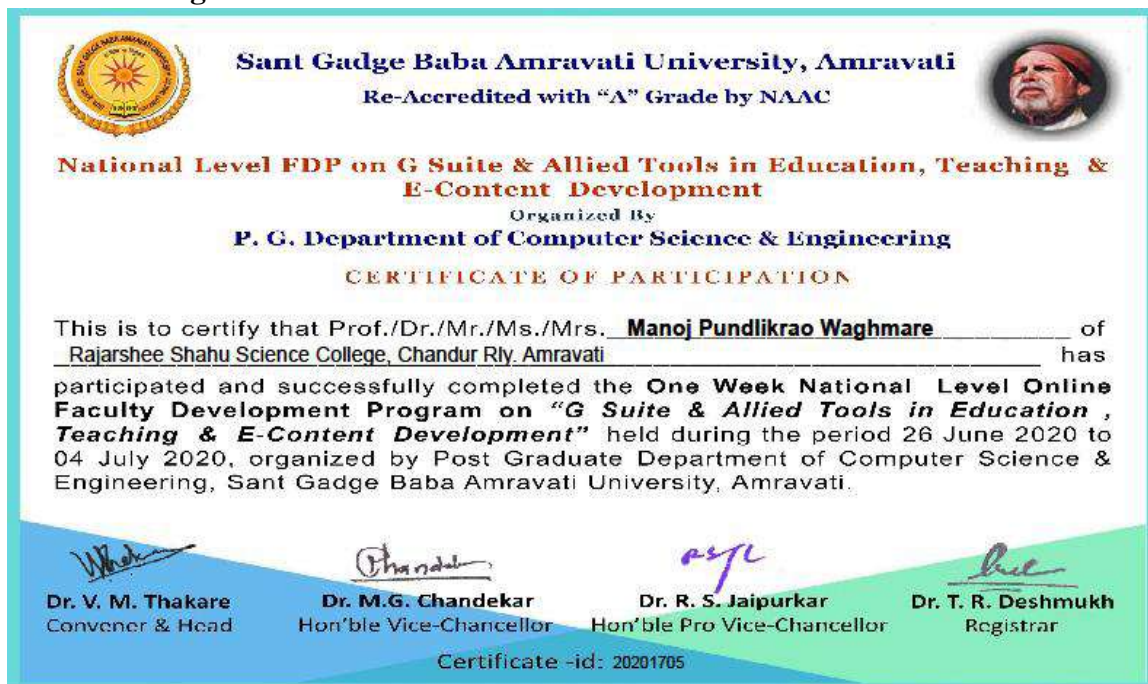 Sant Gadge Baba Amravati University, Amravati
Re-Accredited with “A” Grade by NAAC
National Level FDP on G Suite & Allied Tools in Education, Teaching &
E-Content Development
Organized By
P. G. Department of Computer Science & Engineering
CERTIFICATE OF PARTICIPATION
This is to certify that Prof./Dr./Mr./Ms./Mrs. Manoj Pundlikrao Waghmare of
Rajarshee Shahu Science College, Chandur Rly. Amravati has
participated and successfully completed the One Week National Level Online
Faculty Development Program on “G Suite & Allied Tools in Education ,
Teaching & E-Content Development” held during the period 26 June 2020 to
04 July 2020, organized by Post Graduate Department of Computer Science &
Engineering, Sant Gadge Baba Amravati University, Amravati.
Dr. V. M. Thakare Dr. M.G. Chandekar Dr. R. S. Jaipurkar Dr. T. R. Deshmukh
Convener & Head Hon’ble Vice-Chancellor Hon’ble Pro Vice-Chancellor Registrar
Certificate -id: 20201705